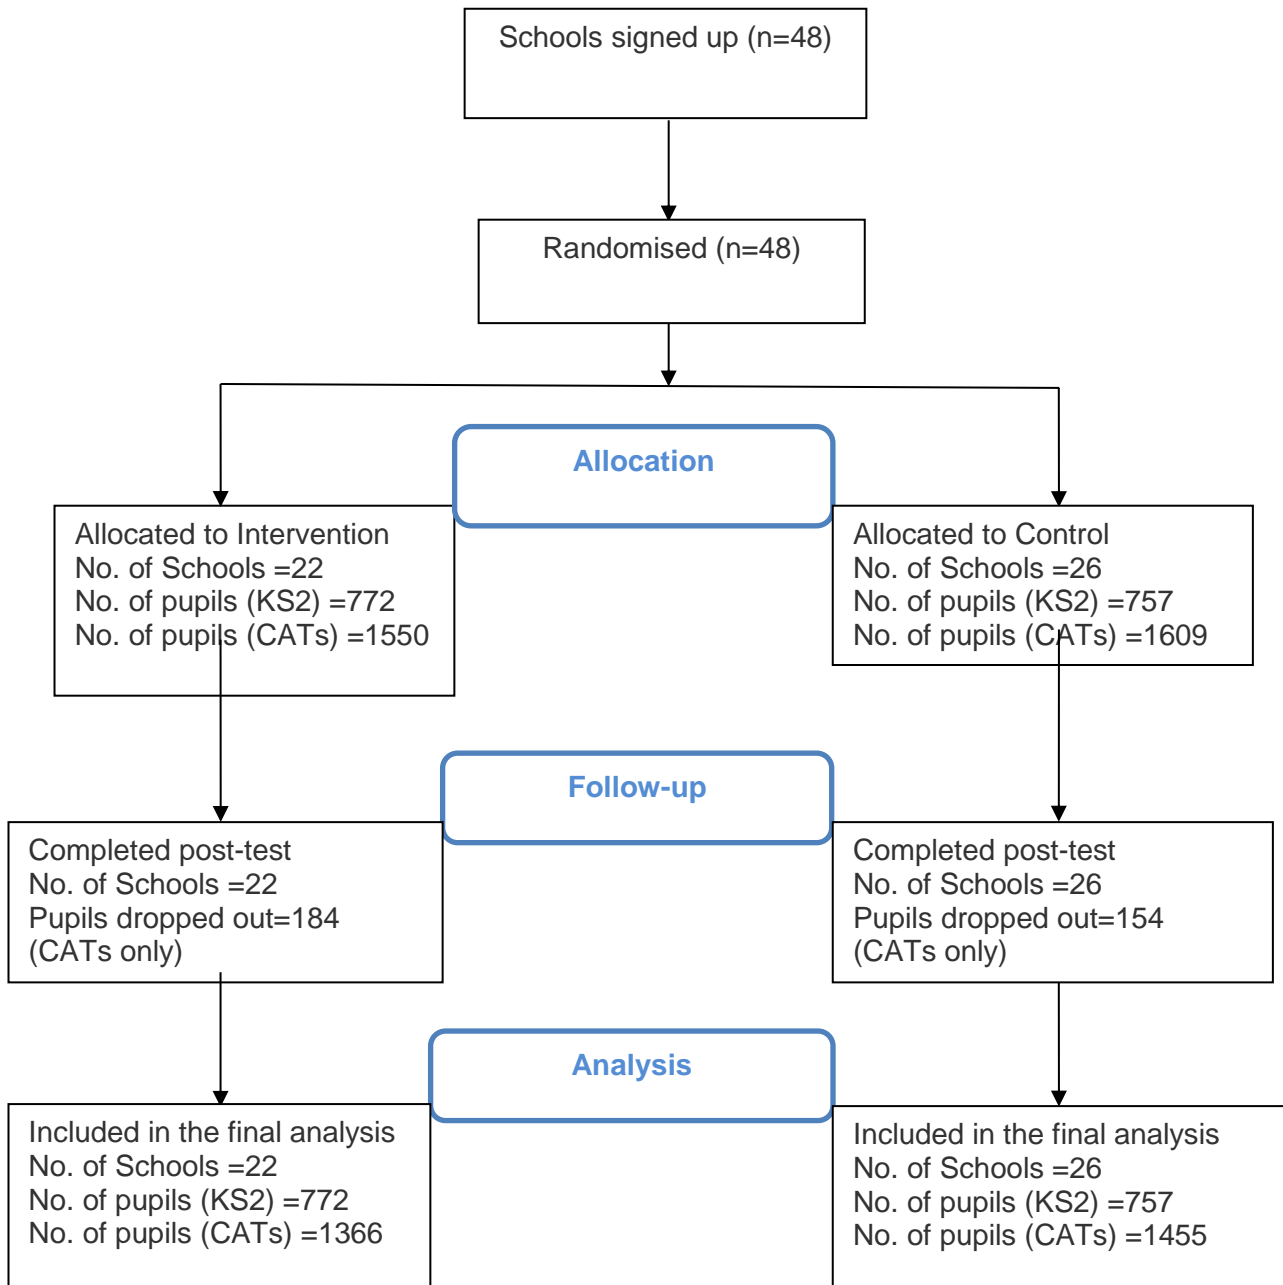 Schools signed up (n=48)
Randomised (n=48)
Allocation
Allocated to Intervention
No. of Schools =22
No. of pupils (KS2) =772
No. of pupils (CATs) =1550
Allocated to Control
No. of Schools =26
No. of pupils (KS2) =757
No. of pupils (CATs) =1609
Follow-up
Completed post-test
No. of Schools =22
Pupils dropped out=184
(CATs only)
Completed post-test
No. of Schools =26
Pupils dropped out=154
(CATs only)
Analysis
Included in the final analysis
No. of Schools =22
No. of pupils (KS2) =772
No. of pupils (CATs) =1366
Included in the final analysis
No. of Schools =26
No. of pupils (KS2) =757
No. of pupils (CATs) =1455